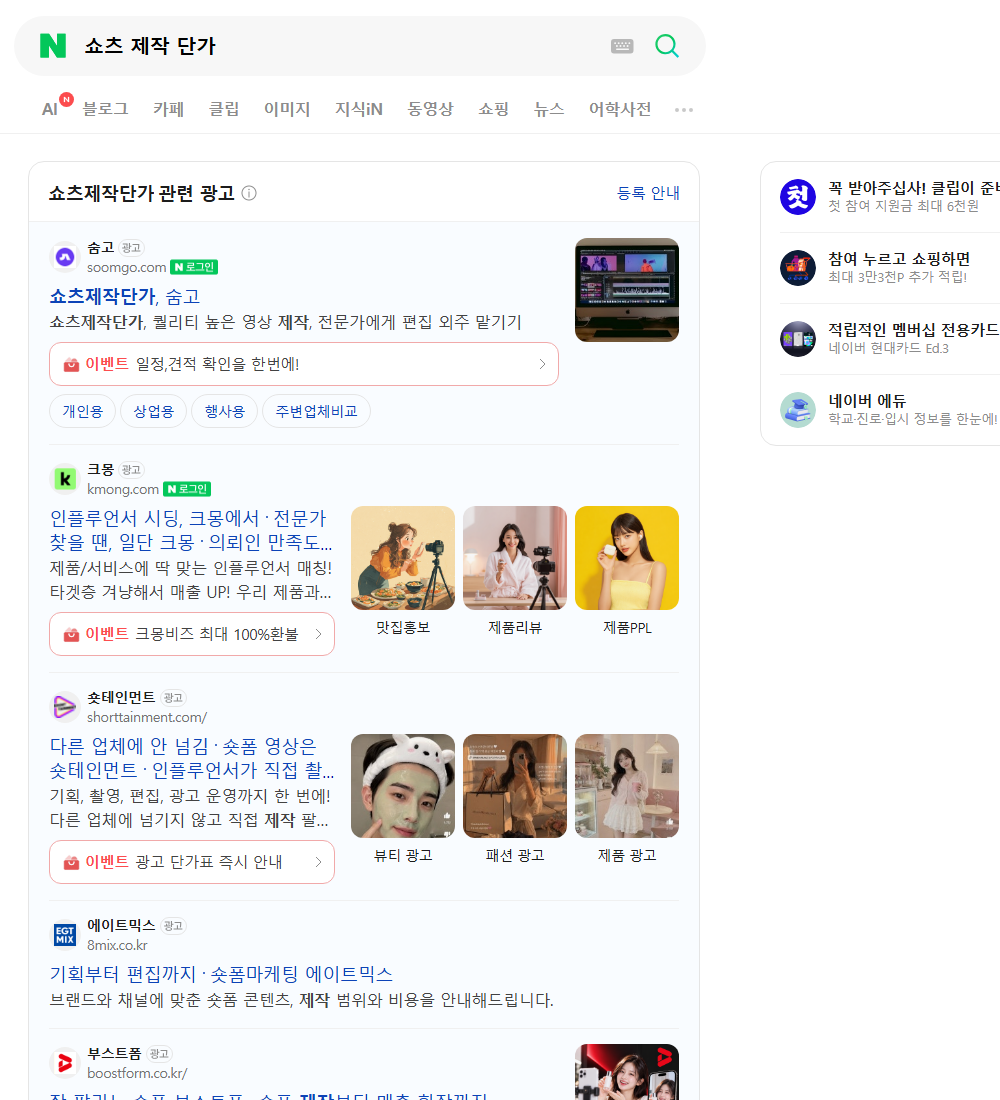 쇼츠 제작 단가
AI N 블로그 카페 클립 이미지 지식iN 동영상 쇼핑 뉴스 어학사전
쇼츠제작단가 관련 광고
등록 안내
숨고 광고
soomgo.com N 로그인
쇼츠제작단가, 숨고
쇼츠제작단가, 퀄리티 높은 영상 제작, 전문가에게 편집 외주 맡기기
이벤트 일정,견적 확인을 한번에!
개인용 상업용 행사용 주변업체비교
크몽 광고
kmong.com N 로그인
인플루언서 시딩, 크몽에서 · 전문가
찾을 땐, 일단 크몽 · 의뢰인 만족도...
제품/서비스에 딱 맞는 인플루언서 매칭!
타겟층 겨냥해서 매출 UP! 우리 제품과...
이벤트 크몽비즈 최대 100%환불
맛집홍보 제품리뷰 제품PPL
숏테인먼트 광고
shorttainment.com/
다른 업체에 안 넘김 · 숏폼 영상은
숏테인먼트 · 인플루언서가 직접 촬...
기획, 촬영, 편집, 광고 운영까지 한 번에!
다른 업체에 넘기지 않고 직접 제작 팔...
이벤트 광고 단가표 즉시 안내
뷰티 광고 패션 광고 제품 광고
EGT
MIX
에이트믹스 광고
8mix.co.kr
기획부터 편집까지 · 숏폼마케팅 에이트믹스
브랜드와 채널에 맞춘 숏폼 콘텐츠, 제작 범위와 비용을 안내해드립니다.
부스트폼 광고
boostform.co.kr/
첫
꼭 받아주십사! 클립이 준비
첫 참여 지원금 최대 6천원
참여 누르고 쇼핑하면
최대 3만3천P 추가 적립!
적립적인 멤버십 전용카드
네이버 현대카드 Ed.3
네이버 에듀
학교·진로·입시 정보를 한눈에!